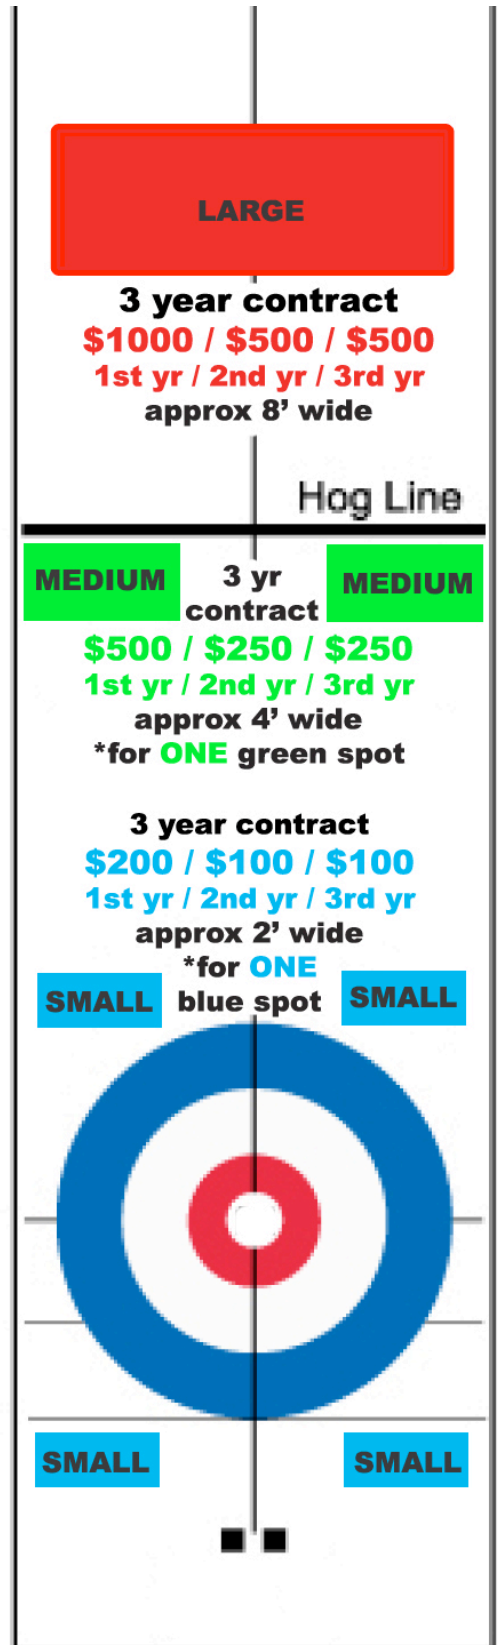 LARGE
3 year contract
$1000 / $500 / $500
1st yr / 2nd yr / 3rd yr
approx 8’ wide
Hog Line
MEDIUM
3 yr
contract
MEDIUM
$500 / $250 / $250
1st yr / 2nd yr / 3rd yr
approx 4’ wide
*for ONE green spot
3 year contract
$200 / $100 / $100
1st yr / 2nd yr / 3rd yr
approx 2’ wide
*for ONE
blue spot
SMALL
SMALL
SMALL
SMALL